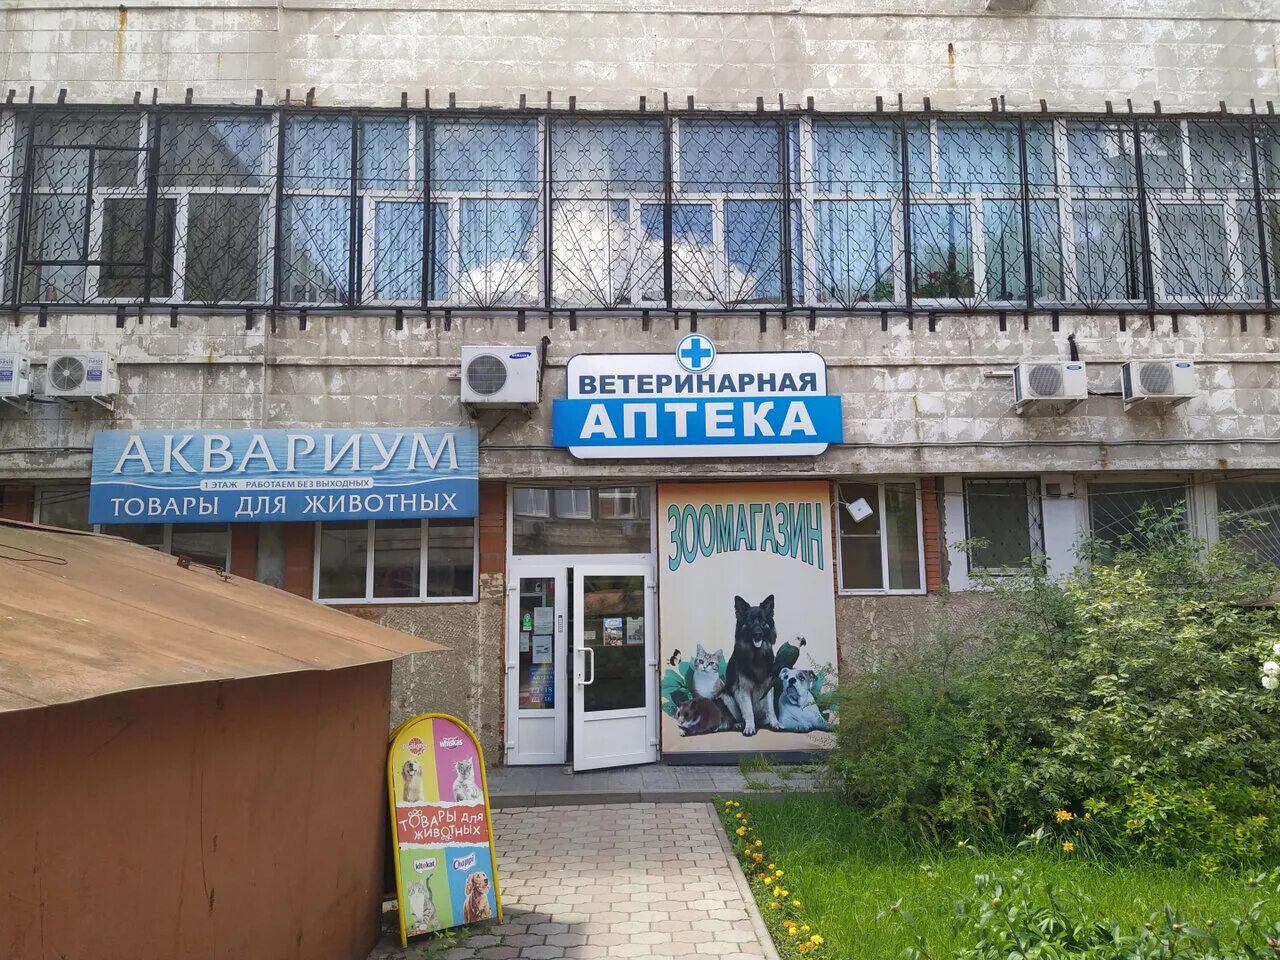 ВЕТЕРИНАРНАЯ
АПТЕКА
АКВАРИУМ
1 ЭТАЖ РАБОТАЕМ БЕЗ ВЫХОДНЫХ
ТОВАРЫ ДЛЯ ЖИВОТНЫХ
ЗООМАГАЗИН
SAMSUNG
АПТЕКА
Pedigree
whiskas
ТОВАРЫ для
ЖИВОТНЫХ
kitekat
Chappi